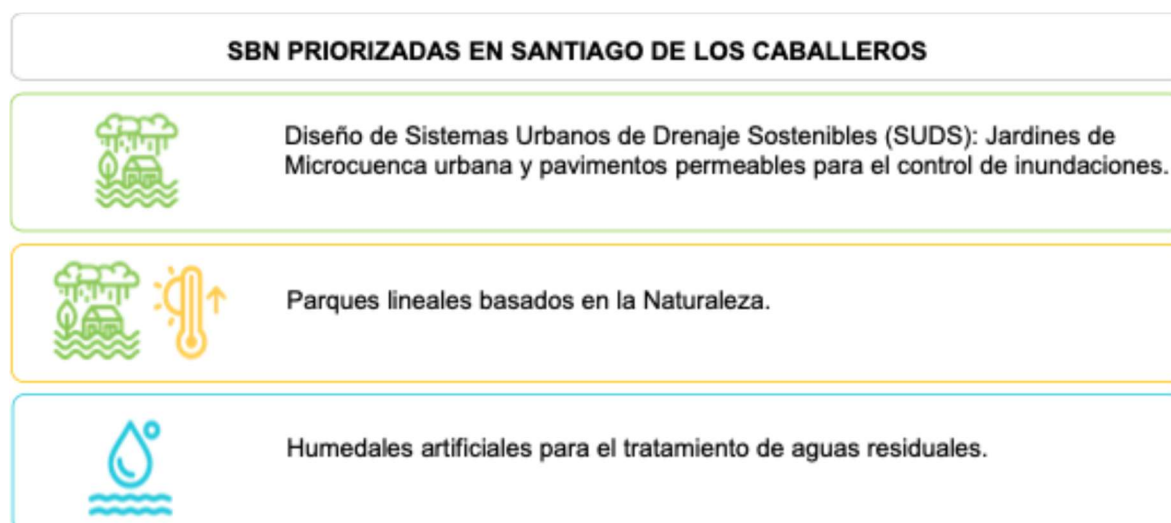 SBN PRIORIZADAS EN SANTIAGO DE LOS CABALLEROS
Diseño de Sistemas Urbanos de Drenaje Sostenibles (SUDS): Jardines de
Microcuenca urbana y pavimentos permeables para el control de inundaciones.
Parques lineales basados en la Naturaleza.
Humedales artificiales para el tratamiento de aguas residuales.